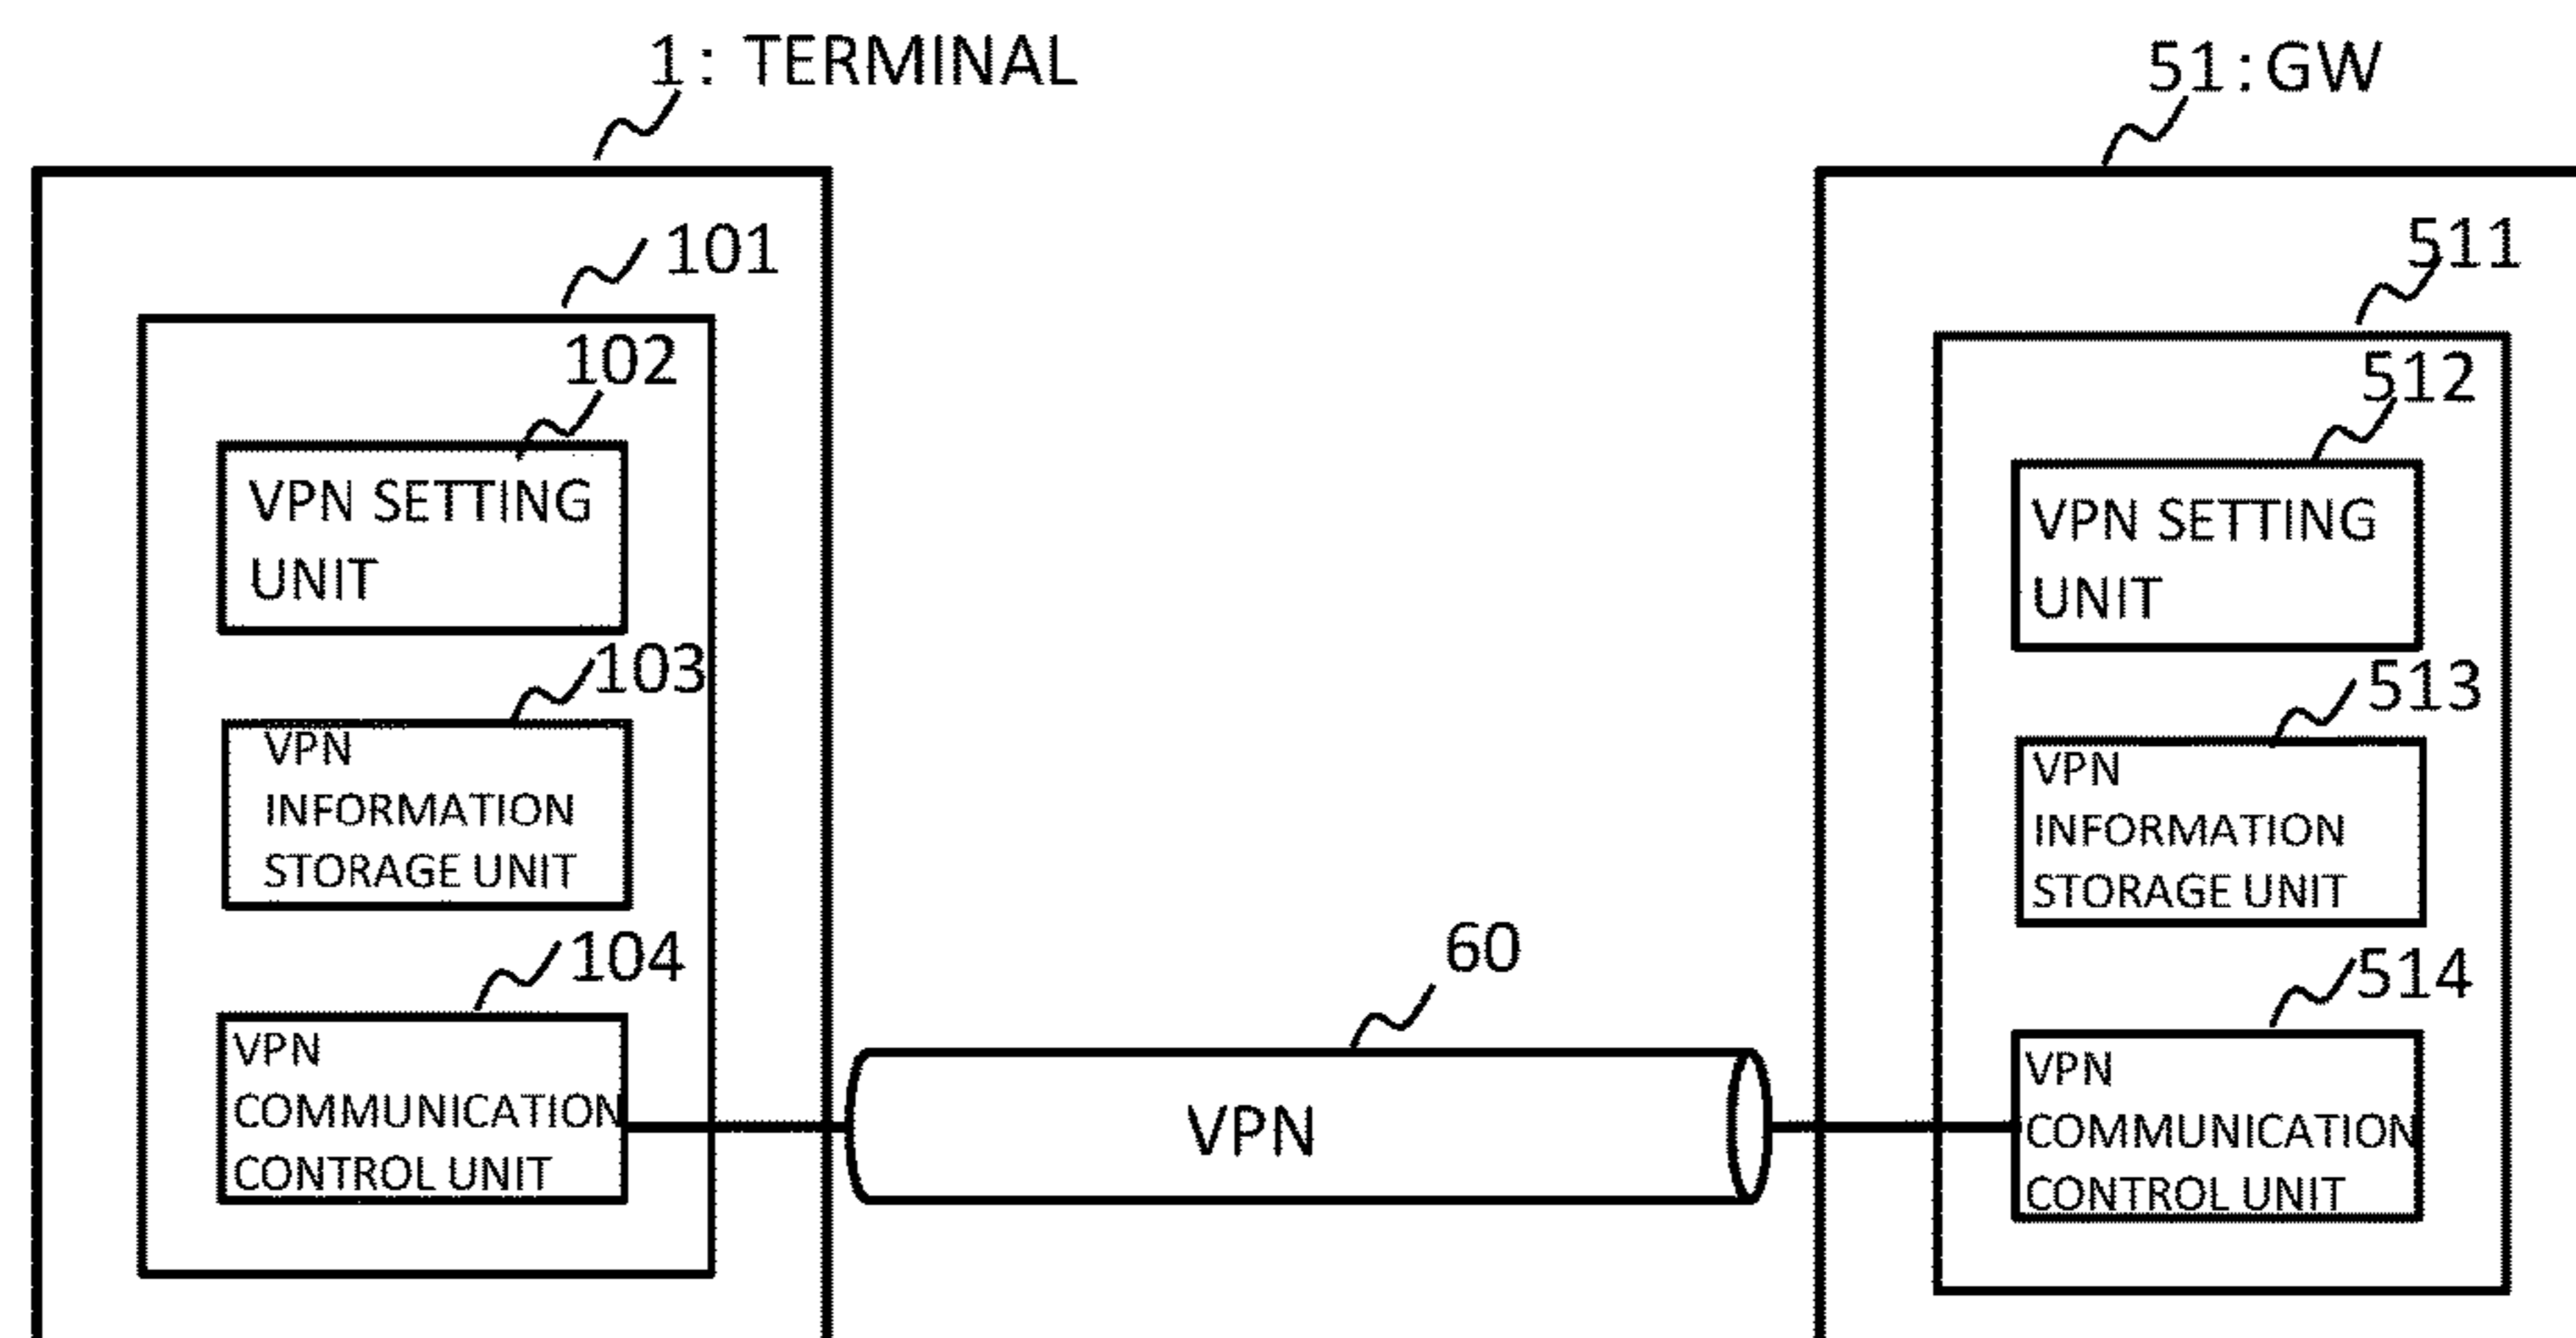 1: TERMINAL
101
102
VPN SETTING
UNIT
103
VPN
INFORMATION
STORAGE UNIT
104
VPN
COMMUNICATION
CONTROL UNIT
60
VPN
51:GW
511
512
VPN SETTING
UNIT
513
VPN
INFORMATION
STORAGE UNIT
514
VPN
COMMUNICATION
CONTROL UNIT